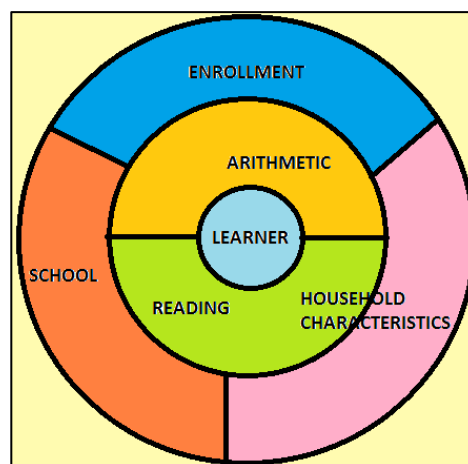 ENROLLMENT
ARITHMETIC
LEARNER
SCHOOL
READING
HOUSEHOLD
CHARACTERISTICS